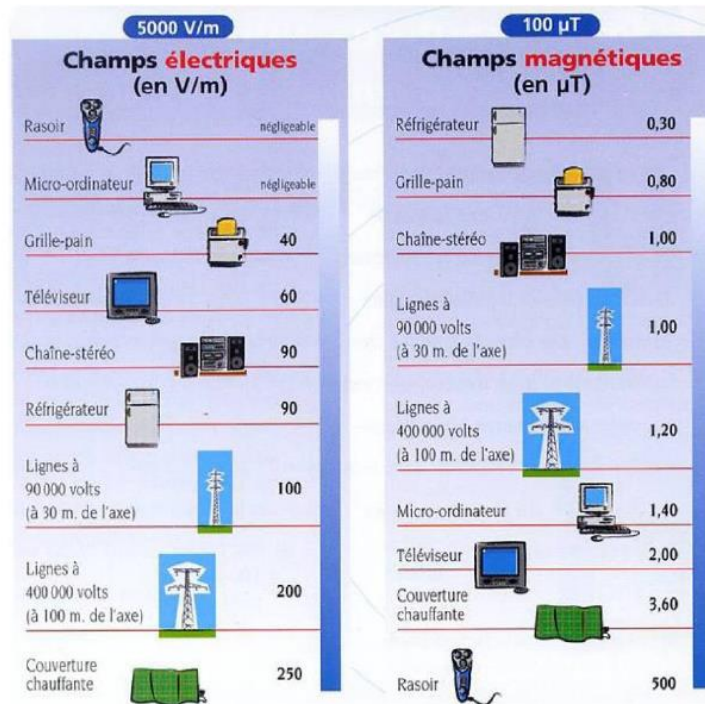 5000 V/m
Champs électriques
(en V/m)
Rasoir négligeable
Micro-ordinateur négligeable
Grille-pain 40
Téléviseur 60
Chaîne-stéréo 90
Réfrigérateur 90
Lignes à
90 000 volts 100
(à 30 m. de l'axe)
Lignes à
400 000 volts 200
(à 100 m. de l'axe)
Couverture
chauffante 250
100 µT
Champs magnétiques
(en µT)
Réfrigérateur 0,30
Grille-pain 0,80
Chaîne-stéréo 1,00
Lignes à
90 000 volts 1,00
(à 30 m. de l'axe)
Lignes à
400 000 volts 1,20
(à 100 m. de l'axe)
Micro-ordinateur 1,40
Téléviseur 2,00
Couverture
chauffante 3,60
Rasoir 500